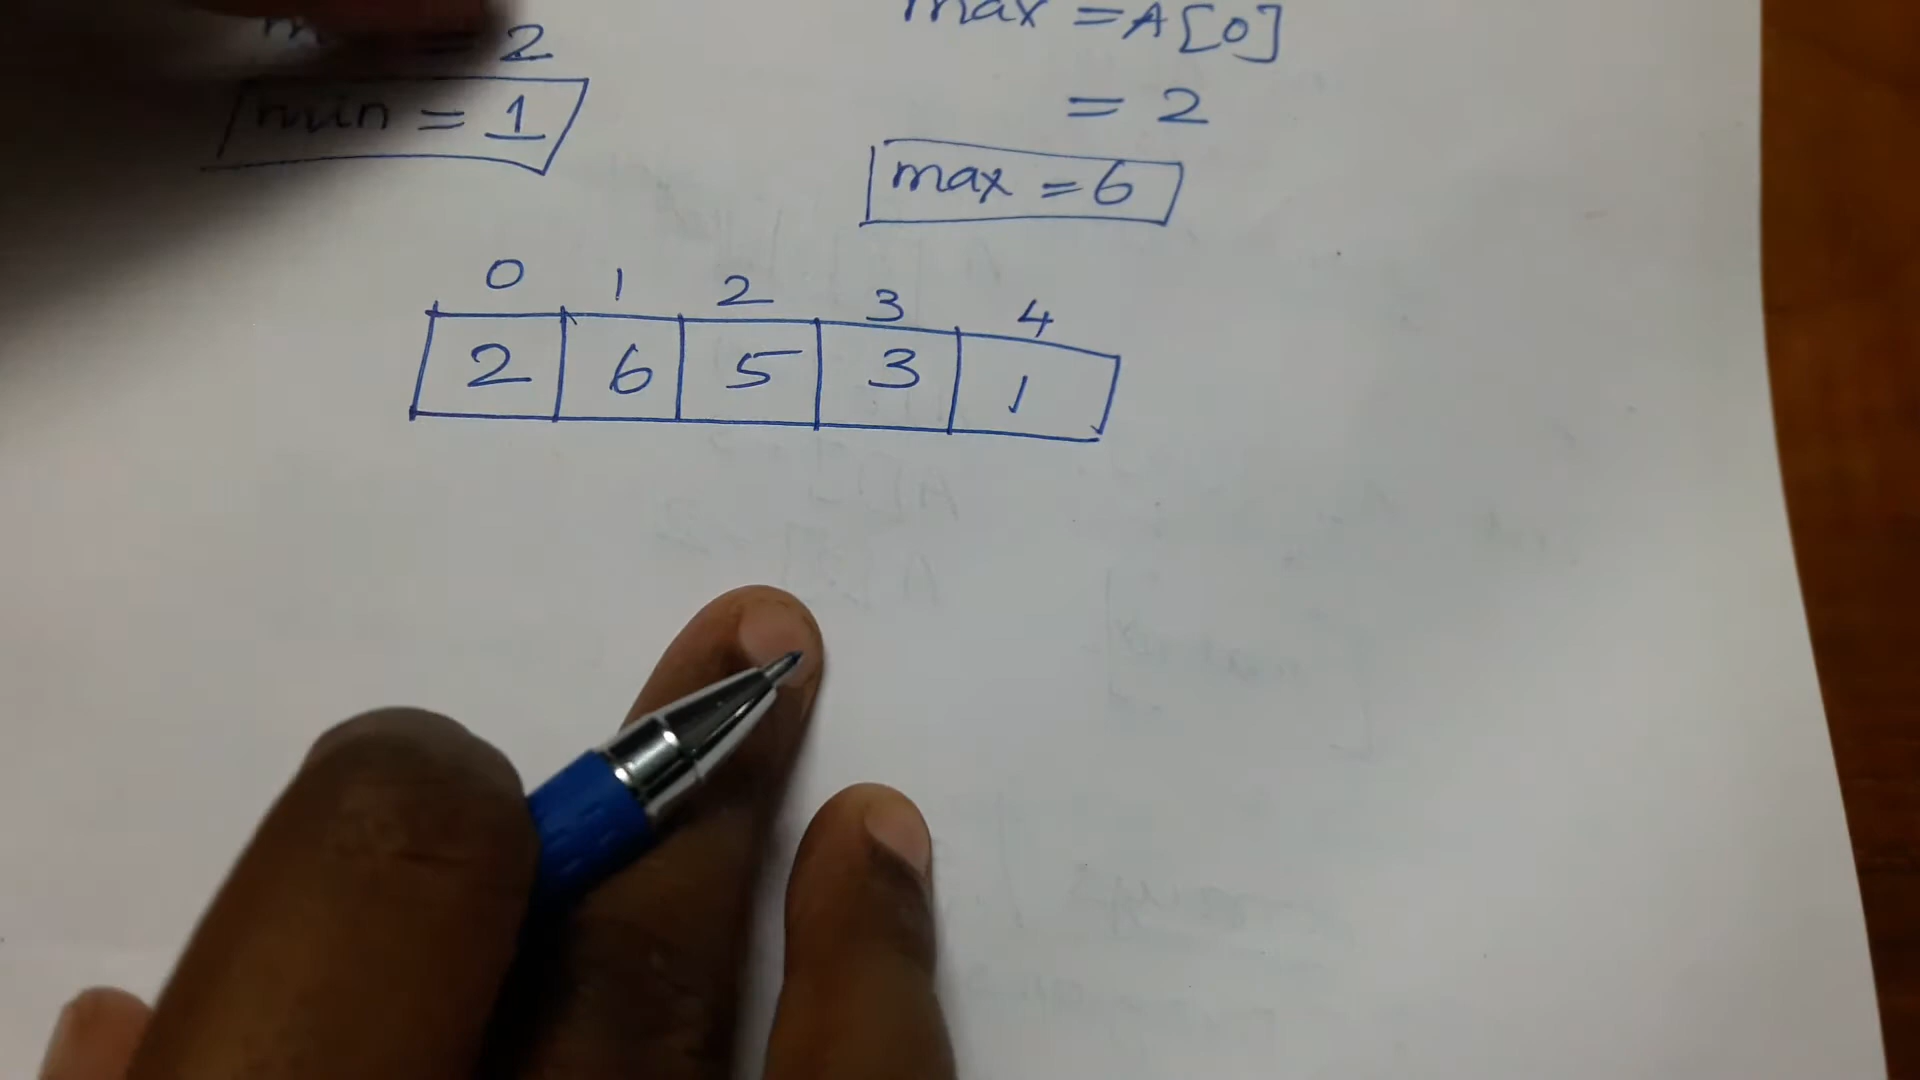 = 2
min = 1
max = A[0]
= 2
max = 6
0 1 2 3 4
2 6 5 3 1